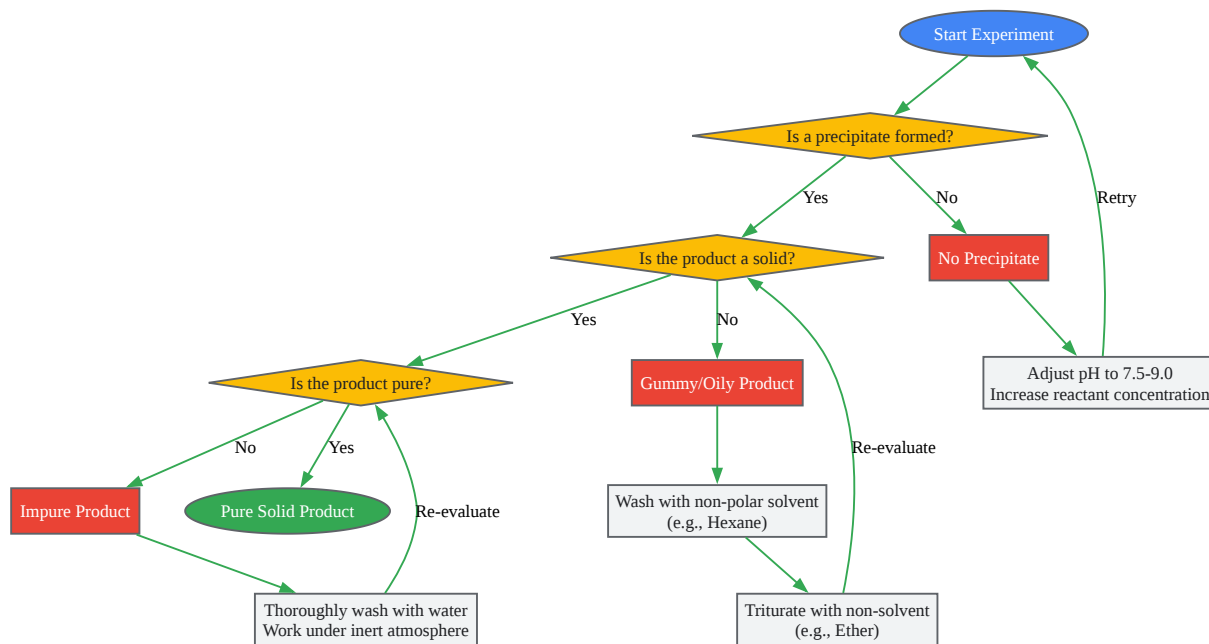 Start Experiment
Is a precipitate formed?
Yes
No
Retry
Is the product a solid?
No Precipitate
Yes
No
Adjust pH to 7.5-9.0
Increase reactant concentration
Is the product pure?
Gummy/Oily Product
No
Yes
Re-evaluate
Impure Product
Pure Solid Product
Re-evaluate
Wash with non-polar solvent
(e.g., Hexane)
Thoroughly wash with water
Work under inert atmosphere
Triturate with non-solvent
(e.g., Ether)